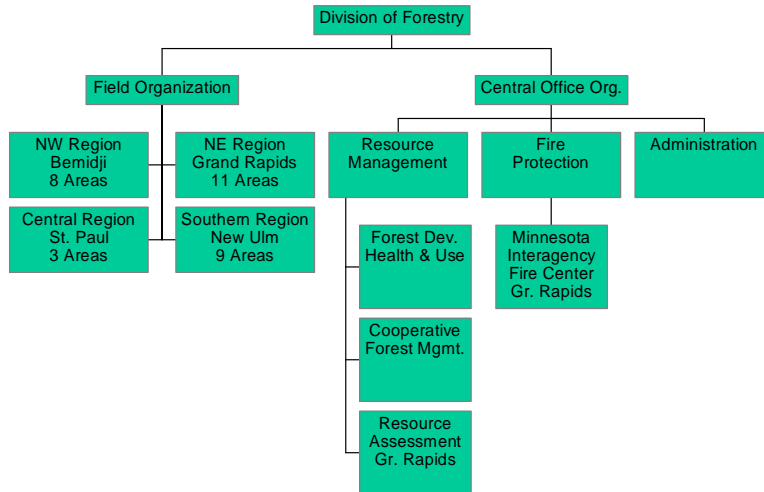 Division of Forestry
Field Organization
Central Office Org.
NW Region
Bemidji
8 Areas
NE Region
Grand Rapids
11 Areas
Central Region
St. Paul
3 Areas
Southern Region
New Ulm
9 Areas
Resource
Management
Fire
Protection
Administration
Forest Dev.
Health & Use
Cooperative
Forest Mgmt.
Resource
Assessment
Gr. Rapids
Minnesota
Interagency
Fire Center
Gr. Rapids